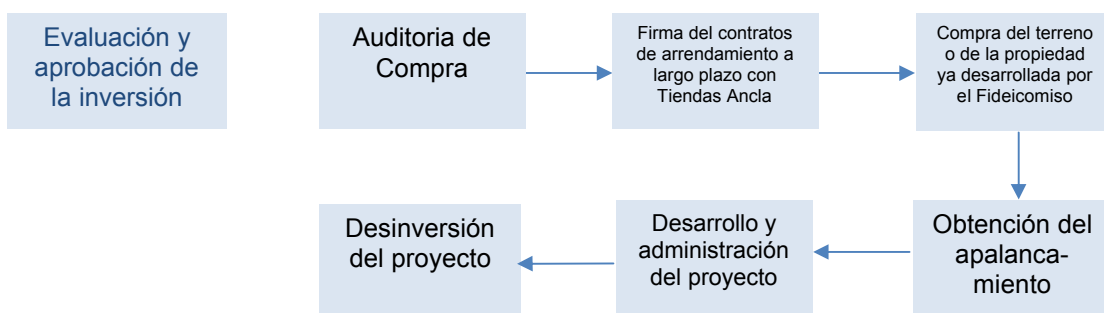 Evaluación y
aprobación de
la inversión
Auditoria de
Compra
Firma del contratos
de arrendamiento a
largo plazo con
Tiendas Ancla
Compra del terreno
o de la propiedad
ya desarrollada por
el Fideicomiso
Desinversión
del proyecto
Desarrollo y
administración
del proyecto
Obtención del
apalanca-
miento